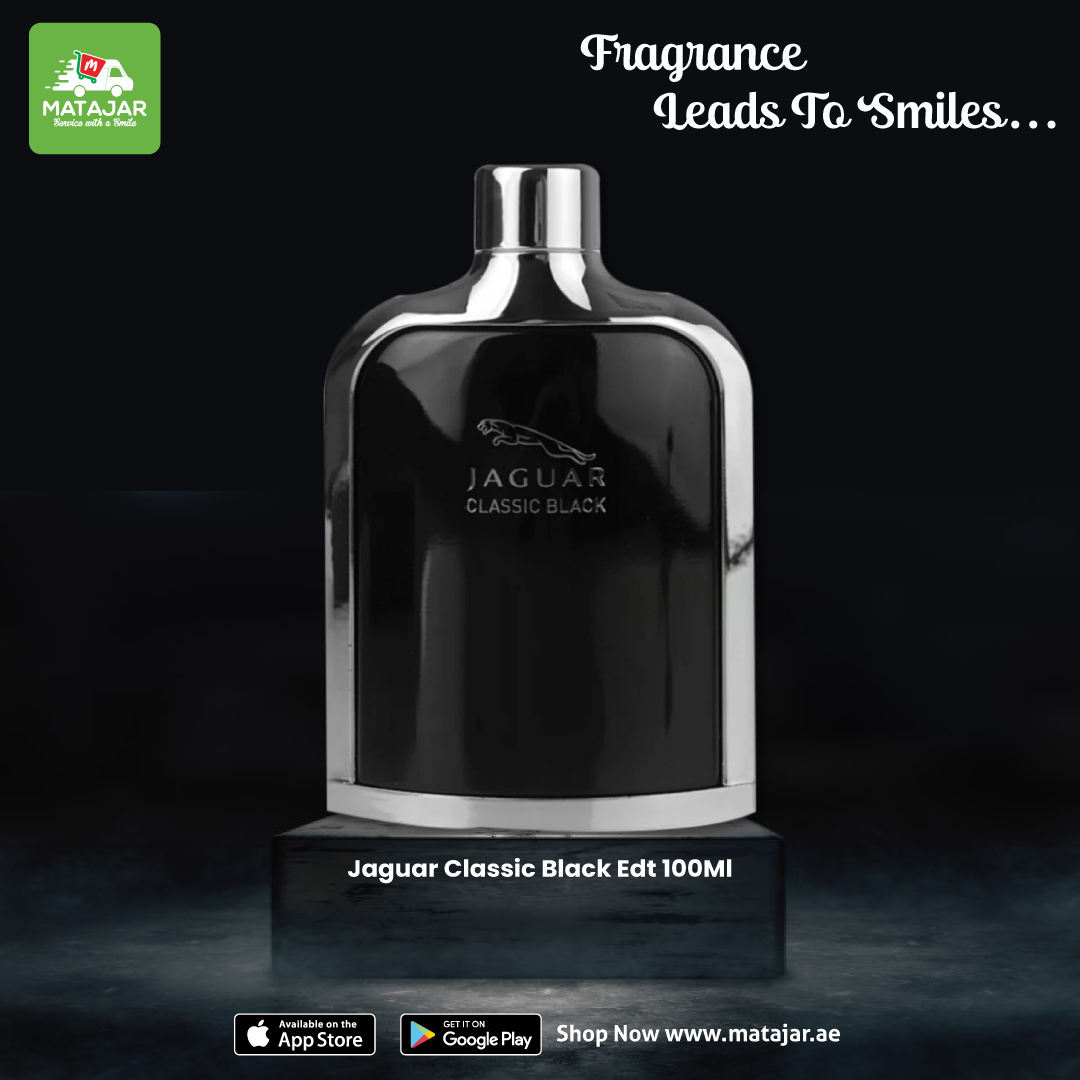 MATAJAR
Service with a Smile
Fragrance
Leads To Smiles...
JAGUAR
CLASSIC BLACK
Jaguar Classic Black Edt 100Ml
Available on the
App Store
GET IT ON
Google Play
Shop Now www.matajar.ae